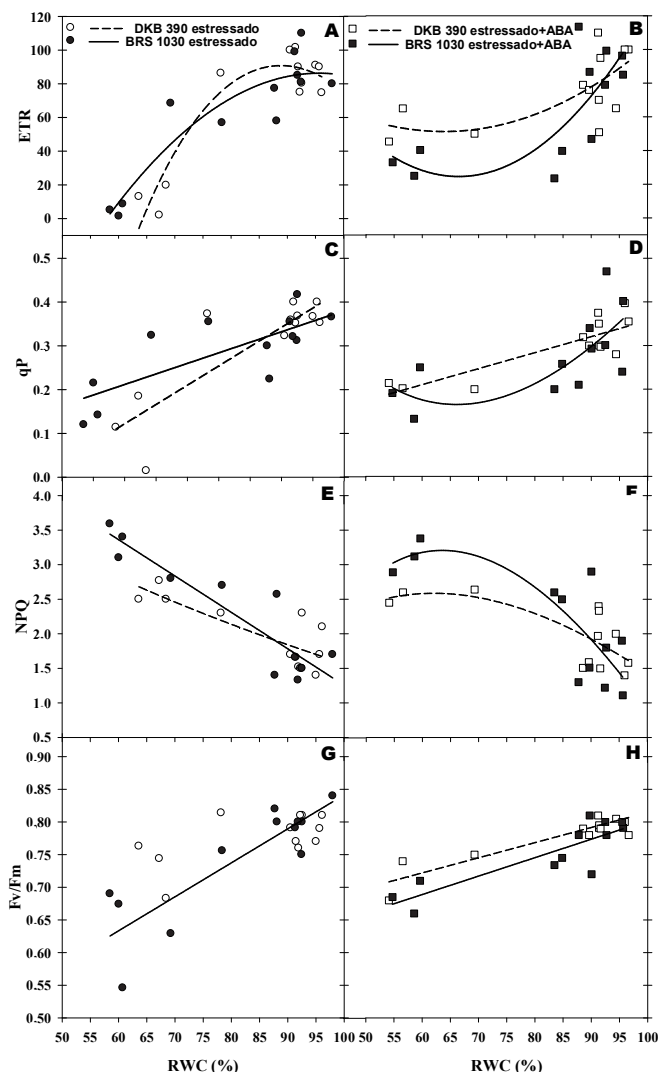 DKB 390 estressado
BRS 1030 estressado
A
DKB 390 estressado+ABA
BRS 1030 estressado+ABA
B
120
100
80
60
40
20
0
ETR
C
D
0.5
0.4
0.3
0.2
0.1
0.0
qP
E
F
4.0
3.5
3.0
2.5
2.0
1.5
1.0
0.5
NPQ
G
H
0.90
0.85
0.80
0.75
0.70
0.65
0.60
0.55
0.50
Fv/Fm
50 55 60 65 70 75 80 85 90 95 100
55 60 65 70 75 80 85 90 95 100
RWC (%)
RWC (%)